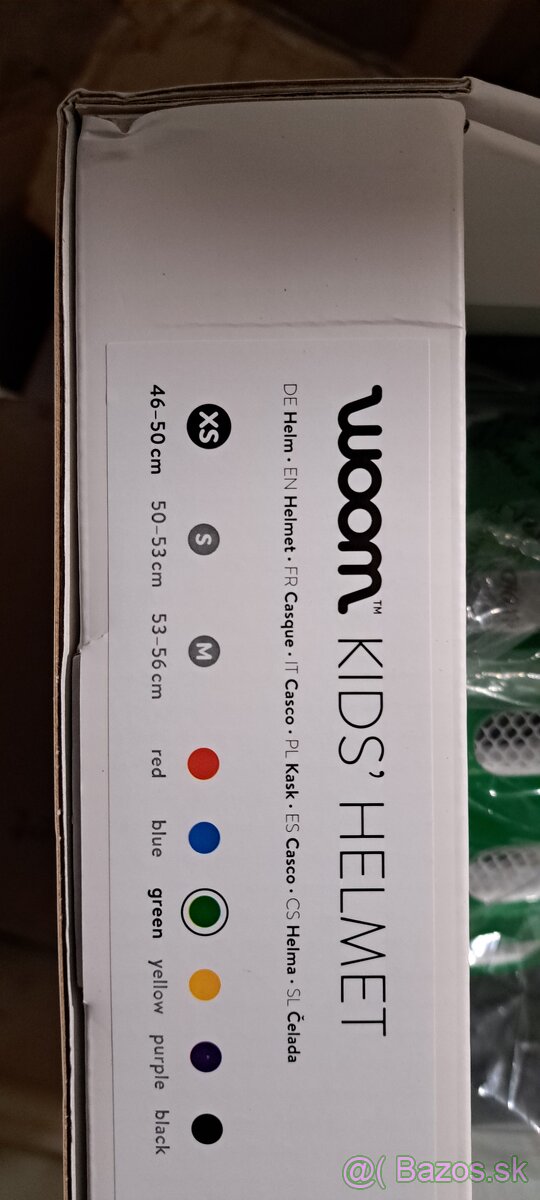 woom™ KIDS' HELMET
DE Helm • EN Helmet • FR Casque • IT Casco • PL Kask • ES Casco • CS Helma • SL Čelada
XS S M
46–50 cm 50–53 cm 53–56 cm red blue green yellow purple black
@( Bazos.sk